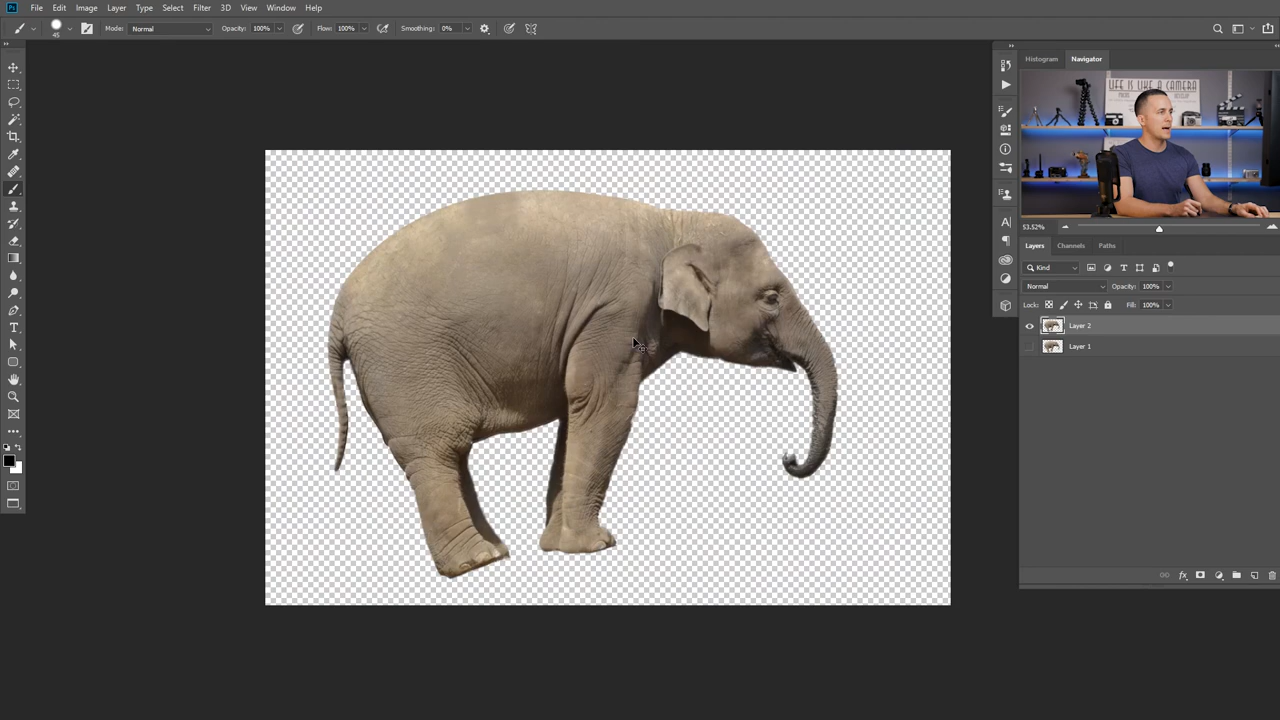 Ps File Edit Image Layer Type Select Filter 3D View Window Help
45 Mode: Normal Opacity: 100% Flow: 100% Smoothing: 0%
Histogram Navigator
LIFE IS LIKE A CAMERA
53.52%
Layers Channels Paths
Kind
Normal Opacity: 100%
Lock: Fill: 100%
Layer 2
Layer 1